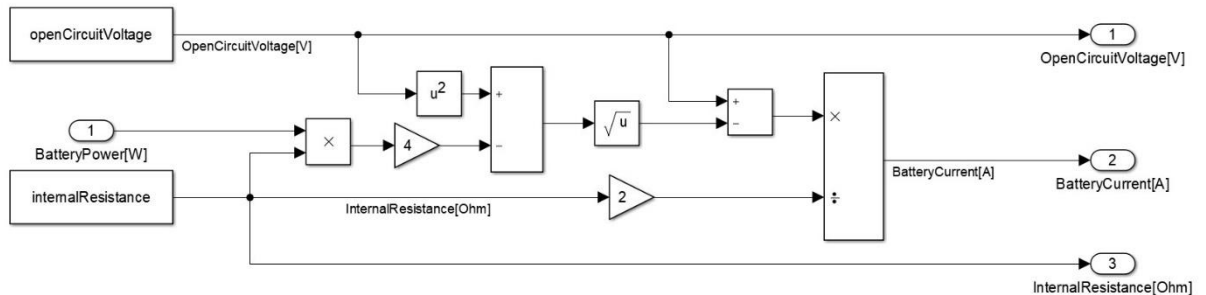 openCircuitVoltage
OpenCircuitVoltage[V]
1
OpenCircuitVoltage[V]
u²
+
−
√u
+
−
×
÷
1
BatteryPower[W]
×
4
BatteryCurrent[A]
2
BatteryCurrent[A]
internalResistance
InternalResistance[Ohm]
2
3
InternalResistance[Ohm]